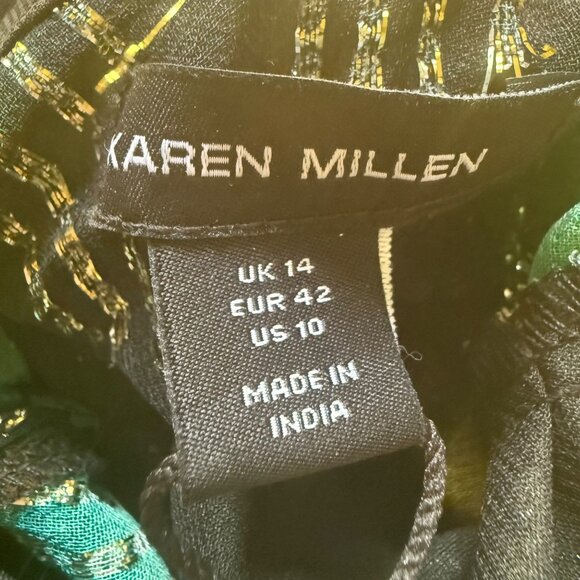 KAREN MILLEN
UK 14
EUR 42
US 10
MADE IN
INDIA